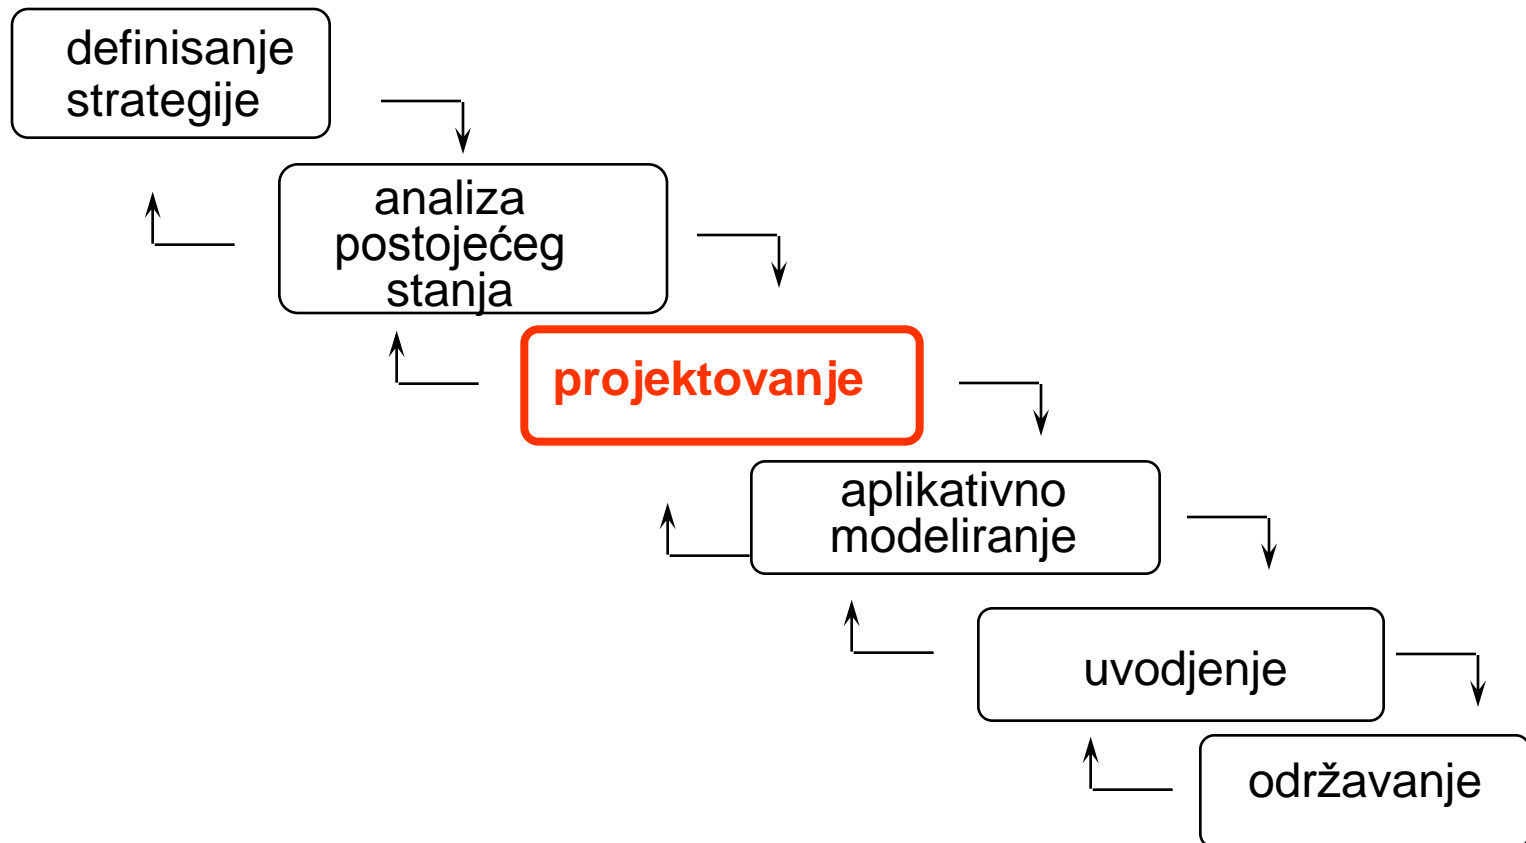 definisanje
strategije
analiza
postojećeg
stanja
projektovanje
aplikativno
modeliranje
uvodjenje
održavanje